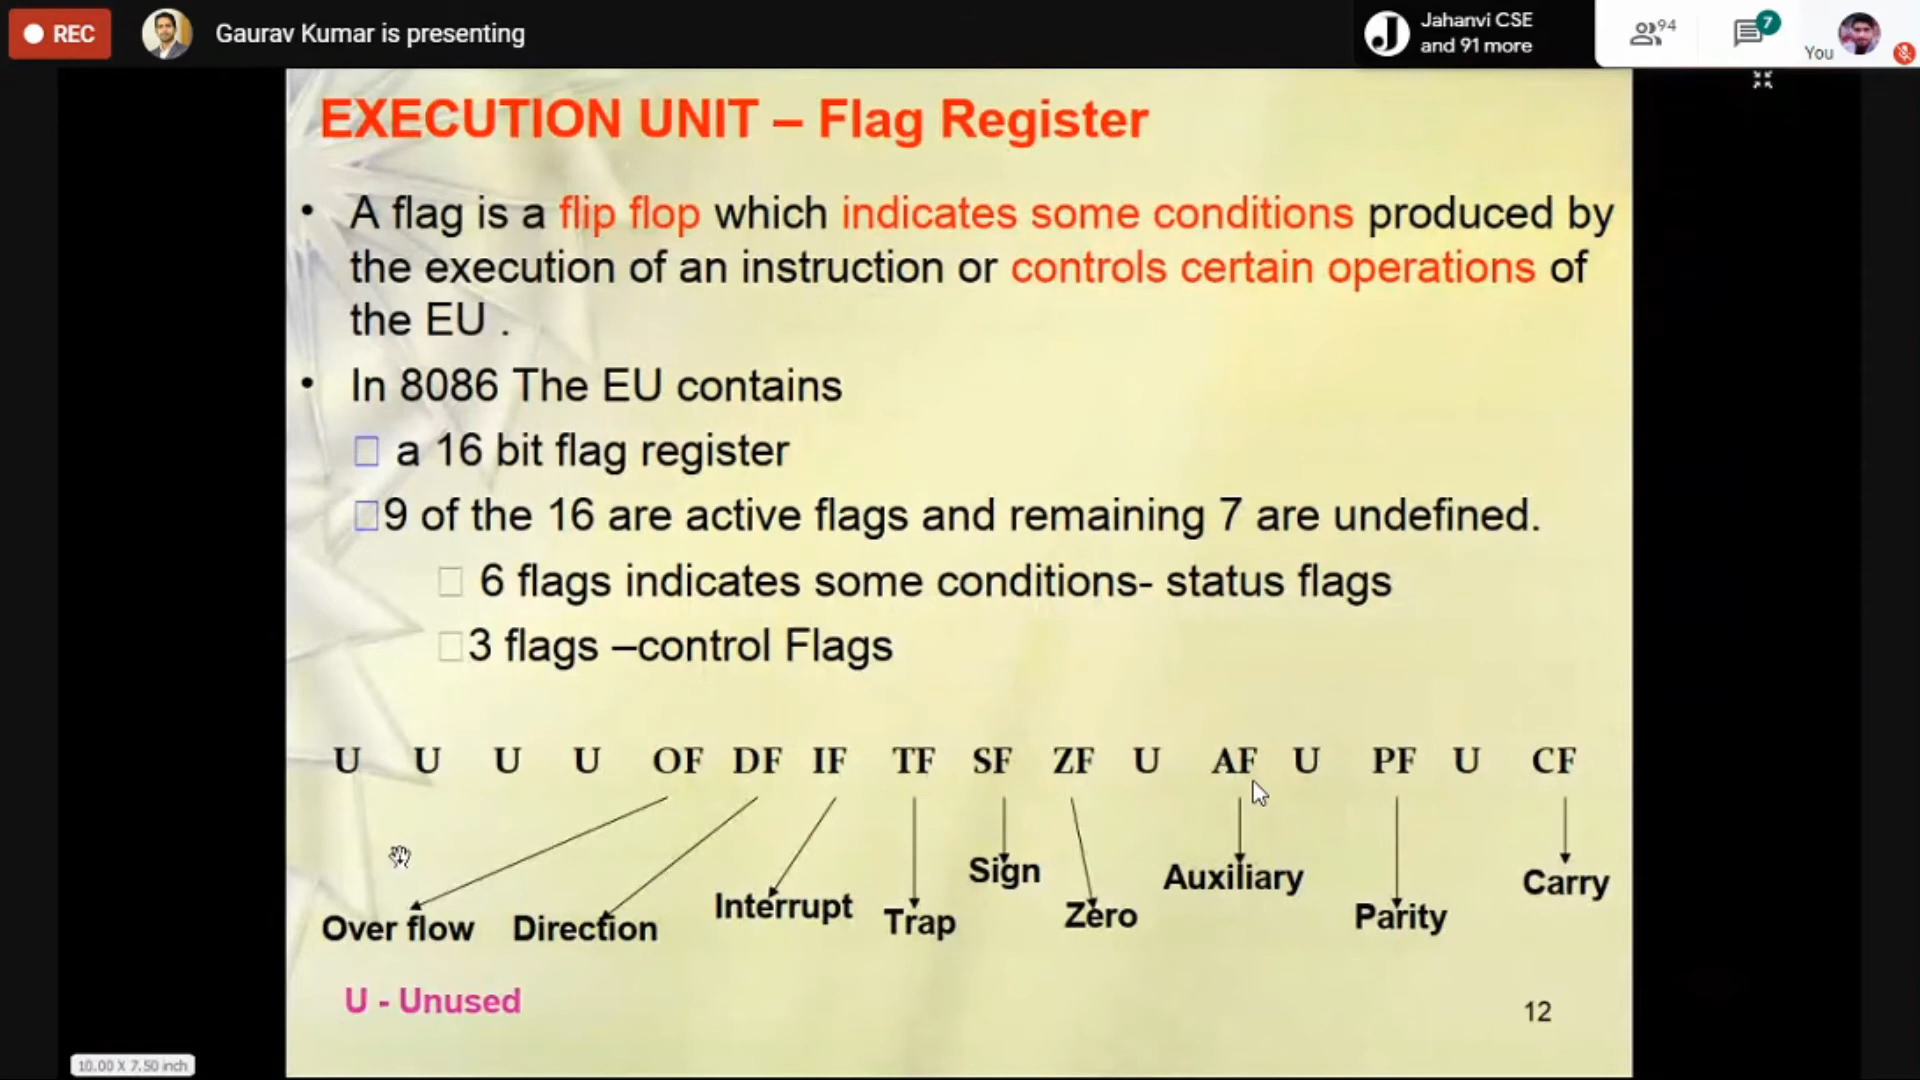 REC
Gaurav Kumar is presenting
Jahanvi CSE
and 91 more
94
7
You
EXECUTION UNIT – Flag Register
• A flag is a flip flop which indicates some conditions produced by
the execution of an instruction or controls certain operations of
the EU .
• In 8086 The EU contains
a 16 bit flag register
9 of the 16 are active flags and remaining 7 are undefined.
6 flags indicates some conditions- status flags
3 flags –control Flags
U U U U OF DF IF TF SF ZF U AF U PF U CF
Over flow Direction Interrupt Trap Sign Zero Auxiliary Parity Carry
U - Unused
12
10.00 X 7.50 inch